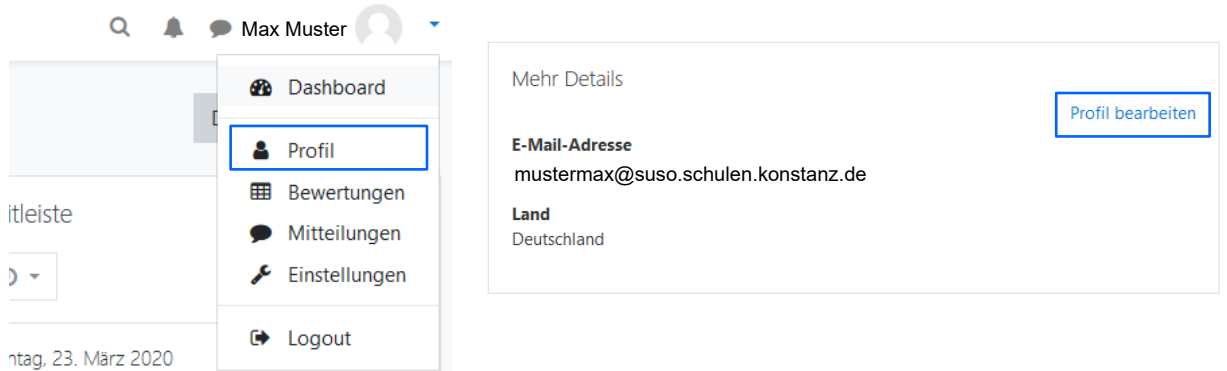 Max Muster
Dashboard
Profil
Bewertungen
itleiste
Mitteilungen
Einstellungen
Logout
ntag, 23. März 2020
Mehr Details
Profil bearbeiten
E-Mail-Adresse
mustermax@suso.schulen.konstanz.de
Land
Deutschland